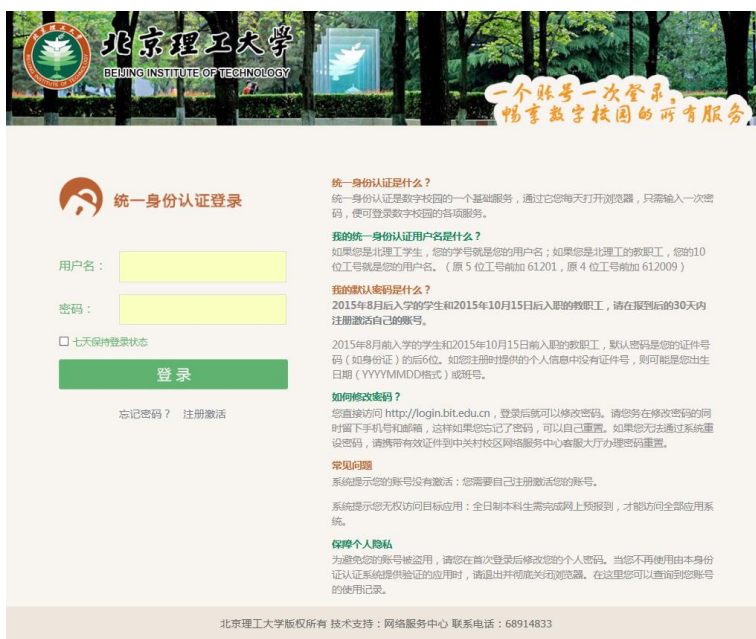 北京理工大学
BEIJING INSTITUTE OF TECHNOLOGY
一个账号一次登录,
畅享数字校园的所有服务
统一身份认证登录
用户名：
密码：
七天保持登录状态
登录
忘记密码？ 注册激活
统一身份认证是什么？
统一身份认证是数字校园的一个基础服务，通过它您每天打开浏览器，只需输入一次密
码，便可登录数字校园的各项服务。
我的统一身份认证用户名是什么？
如果您是北理工学生，您的学号就是您的用户名；如果您是北理工的教职工，您的10
位工号就是您的用户名。（原 5 位工号前加 61201，原 4 位工号前加 612009）
我的默认密码是什么？
2015年8月后入学的学生和2015年10月15日后入职的教职工，请在报到后的30天内
注册激活自己的账号。
2015年8月前入学的学生和2015年10月15日前入职的教职工，默认密码是您的证件号
码（如身份证）的后6位。如您注册时提供的个人信息中没有证件号，则可能是您出生
日期（YYYYMMDD格式）或班号。
如何修改密码？
您直接访问 http://login.bit.edu.cn，登录后就可以修改密码。请您务在修改密码的同
时留下手机号和邮箱，这样如果您忘记了密码，可以自己重置。如果您无法通过系统重
设密码，请携带有效证件到中关村校区网络服务中心客服大厅办理密码重置。
常见问题
系统提示您的账号没有激活：您需要自己注册激活您的账号。
系统提示您无权访问目标应用：全日制本科生需完成网上预报到，才能访问全部应用系
统。
保障个人隐私
为避免您的账号被盗用，请您在首次登录后修改您的个人密码。当您不再使用由本身份
证认证系统提供验证的应用时，请退出并彻底关闭浏览器。在这里您可以查询到您账号
的使用记录。
北京理工大学版权所有 技术支持：网络服务中心 联系电话：68914833